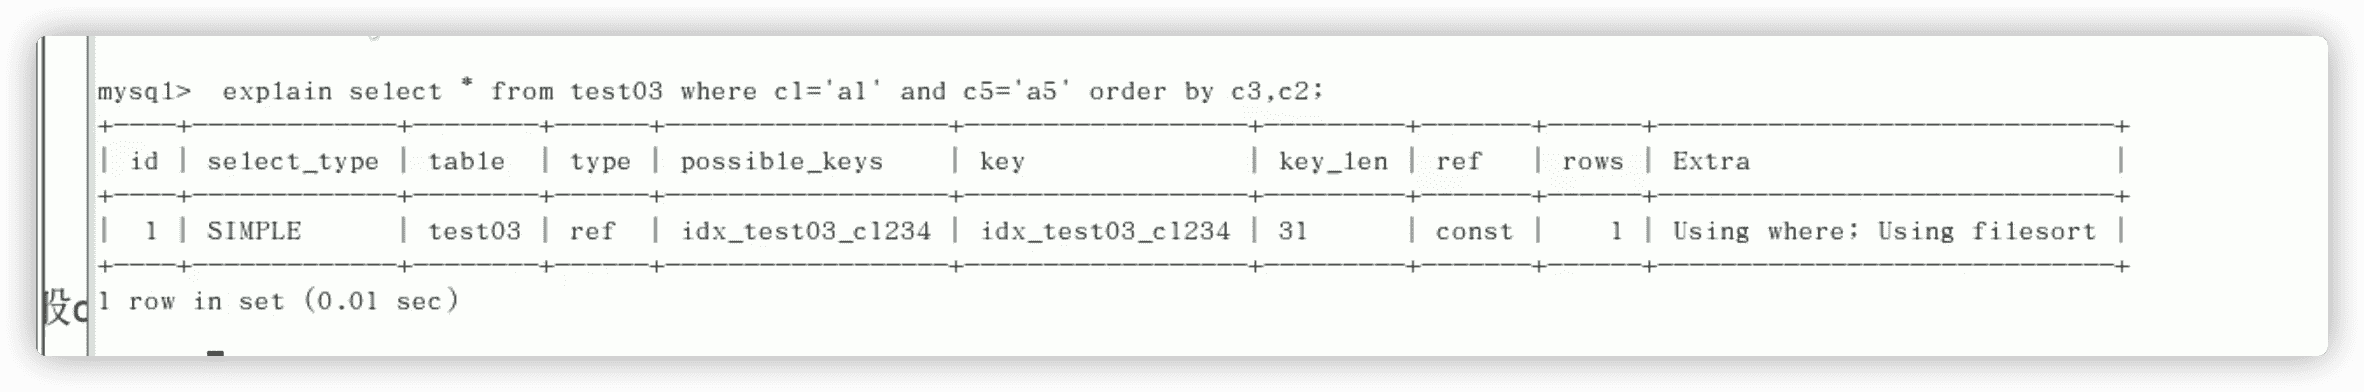 mysql>  explain select * from test03 where c1='a1' and c5='a5' order by c3,c2;
+----+-------------+--------+------+------------------+------------------+---------+-------+------+-----------------------------+
| id | select_type | table  | type | possible_keys    | key              | key_len | ref   | rows | Extra                       |
+----+-------------+--------+------+------------------+------------------+---------+-------+------+-----------------------------+
|  1 | SIMPLE      | test03 | ref  | idx_test03_c1234 | idx_test03_c1234 | 31      | const |    1 | Using where; Using filesort |
+----+-------------+--------+------+------------------+------------------+---------+-------+------+-----------------------------+
1 row in set (0.01 sec)